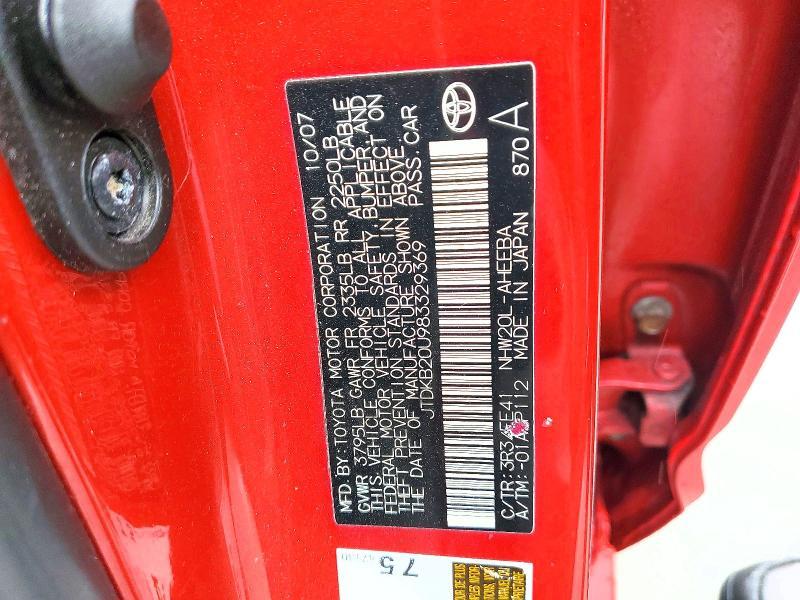 MFD. BY: TOYOTA MOTOR CORPORATION 10/07
GVWR 3795LB GAWR FR 2335LB RR 2250LB
THIS VEHICLE CONFORMS TO ALL APPLICABLE
FEDERAL MOTOR VEHICLE SAFETY, BUMPER, AND
THEFT PREVENTION STANDARDS IN EFFECT ON
THE DATE OF MANUFACTURE SHOWN ABOVE.
JTDKB20U983329369 PASS. CAR
C/TR: 3R3 EE41 NHW20L-AHEEBA 870 A
A/TM: -01A P112 MADE IN JAPAN
75